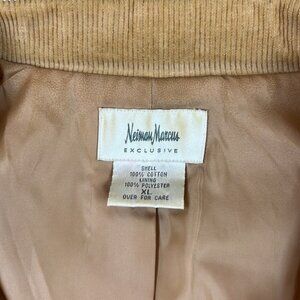 Neiman Marcus
EXCLUSIVE
SHELL
100% COTTON
LINING
100% POLYESTER
XL
OVER FOR CARE